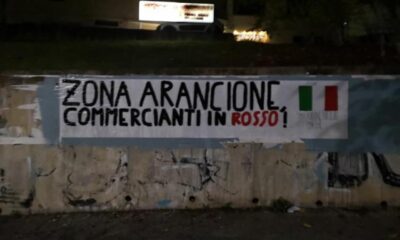 ZONA ARANCIONE,
COMMERCIANTI IN ROSSO!